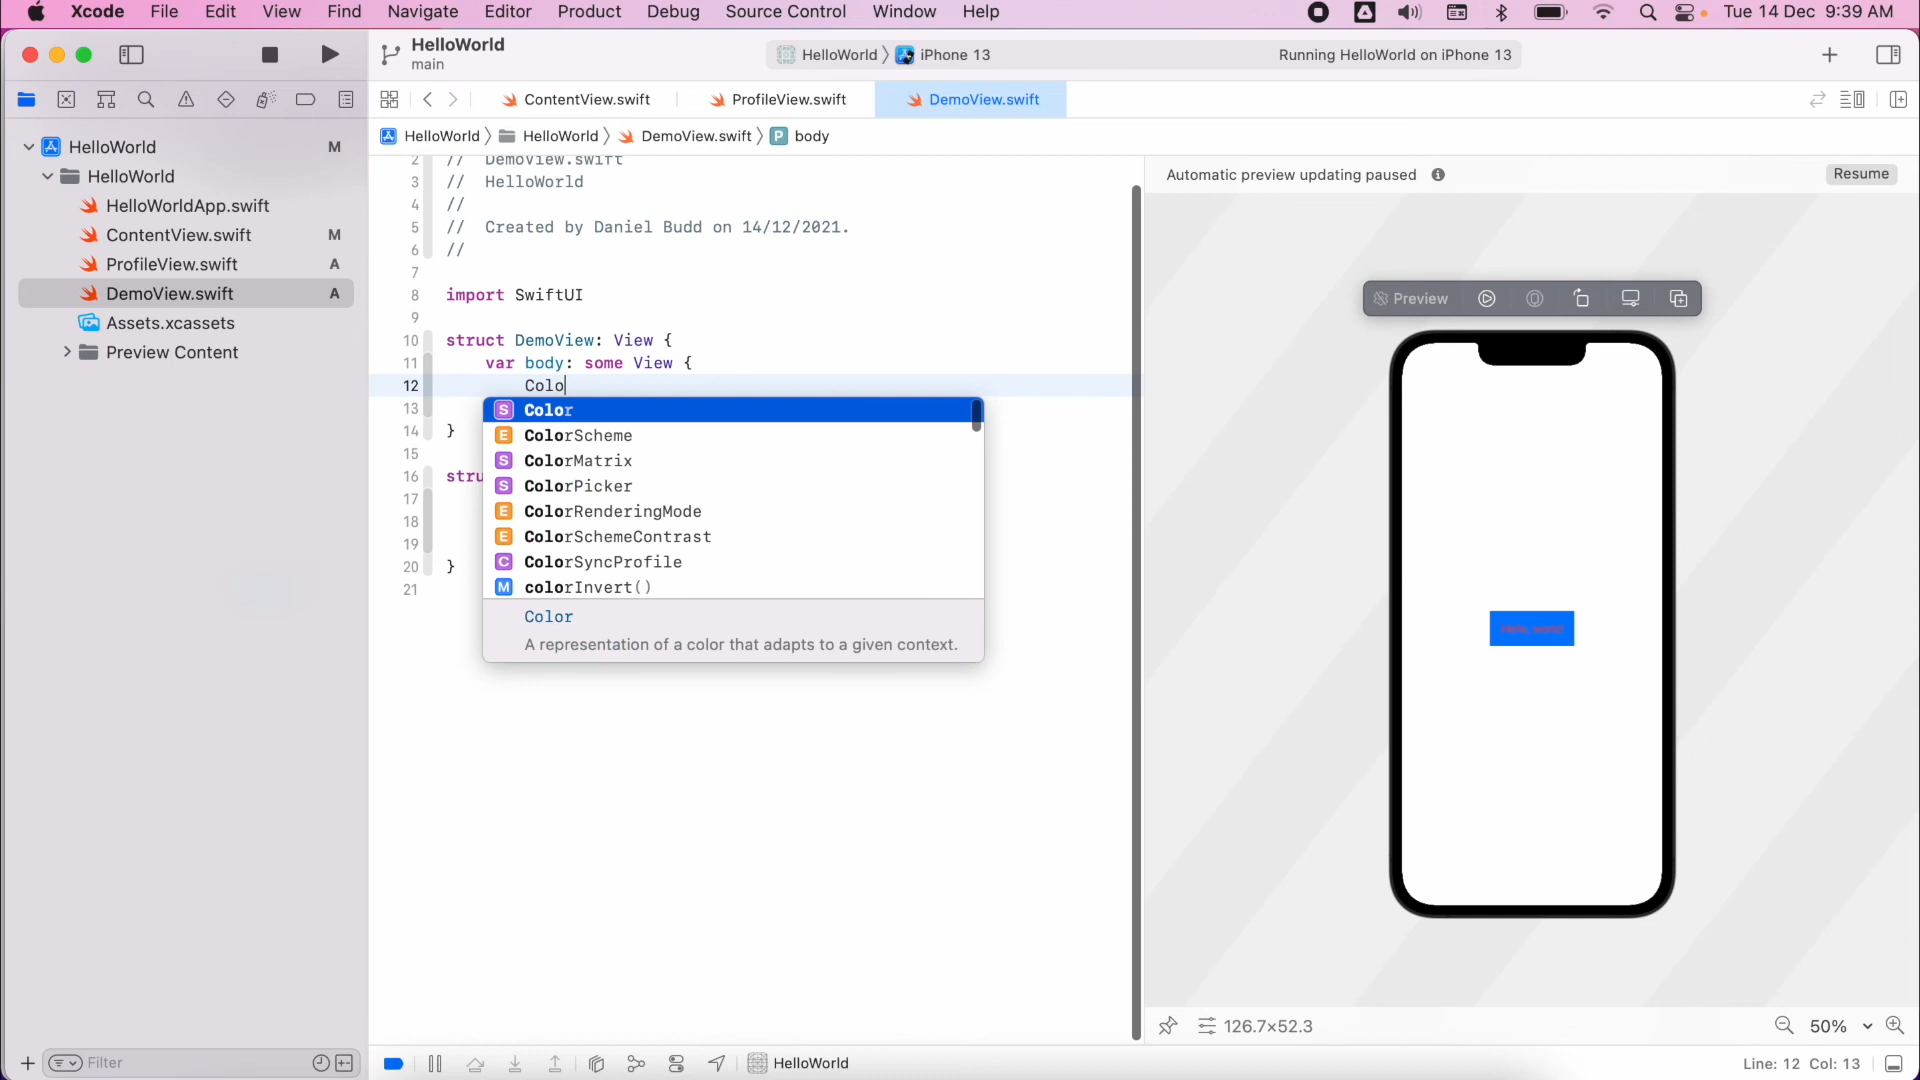 Xcode File Edit View Find Navigate Editor Product Debug Source Control Window Help Tue 14 Dec 9:39 AM
HelloWorld
main
HelloWorld iPhone 13 Running HelloWorld on iPhone 13
ContentView.swift ProfileView.swift DemoView.swift
HelloWorld HelloWorld DemoView.swift P body
HelloWorld M
HelloWorld
HelloWorldApp.swift
ContentView.swift M
ProfileView.swift A
DemoView.swift A
Assets.xcassets
Preview Content
2 // DemoView.swift
3 // HelloWorld
4 //
5 // Created by Daniel Budd on 14/12/2021.
6 //
7
8 import SwiftUI
9
10 struct DemoView: View {
11 var body: some View {
12 Colo
13
14 }
15
16 stru
17
18
19
20 }
21
S Color
E ColorScheme
S ColorMatrix
S ColorPicker
E ColorRenderingMode
E ColorSchemeContrast
C ColorSyncProfile
M colorInvert()
Color
A representation of a color that adapts to a given context.
Automatic preview updating paused Resume
Preview
Hello, world!
126.7×52.3 50%
Filter
HelloWorld
Line: 12 Col: 13